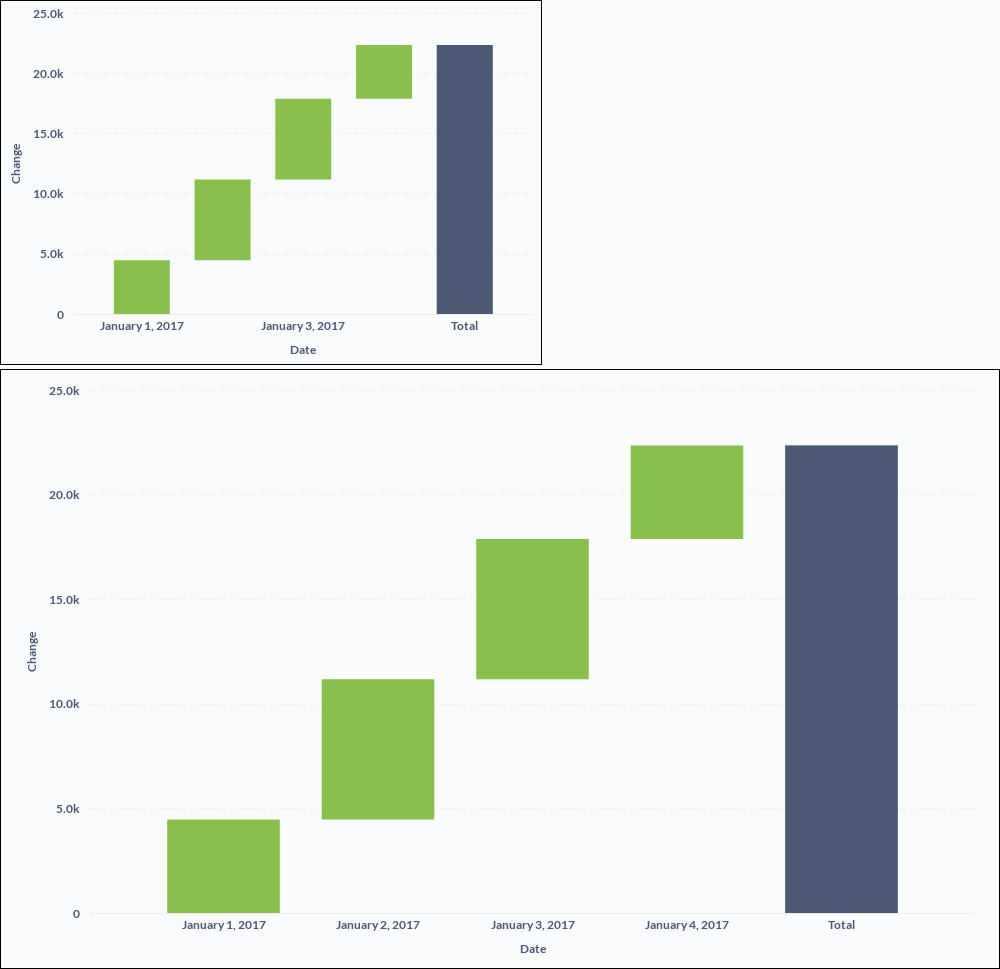 25.0k
20.0k
15.0k
10.0k
5.0k
0
Change
January 1, 2017 January 3, 2017 Total
Date
25.0k
20.0k
15.0k
10.0k
5.0k
0
Change
January 1, 2017 January 2, 2017 January 3, 2017 January 4, 2017 Total
Date